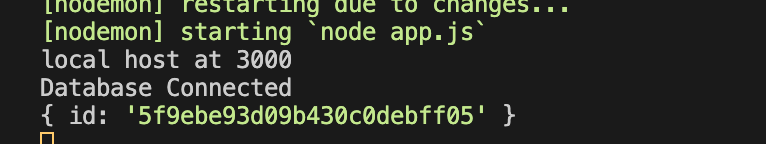 [nodemon] restarting due to changes...
[nodemon] starting `node app.js`
local host at 3000
Database Connected
{ id: '5f9ebe93d09b430c0debff05' }